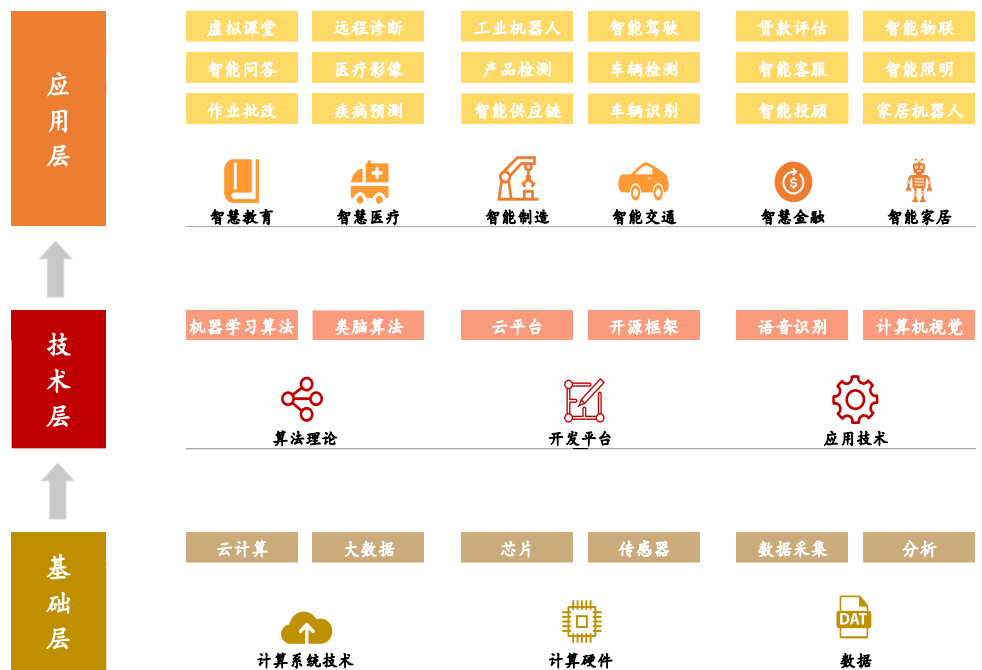 应用层
虚拟课堂 远程诊断 工业机器人 智能驾驶 贷款评估 智能物联
智能问答 医疗影像 产品检测 车辆检测 智能客服 智能照明
作业批改 疾病预测 智能供应链 车辆识别 智能投顾 家居机器人
智慧教育 智慧医疗 智能制造 智能交通 智慧金融 智能家居
技术层
机器学习算法 类脑算法 云平台 开源框架 语音识别 计算机视觉
算法理论 开发平台 应用技术
基础层
云计算 大数据 芯片 传感器 数据采集 分析
DAT
计算系统技术 计算硬件 数据